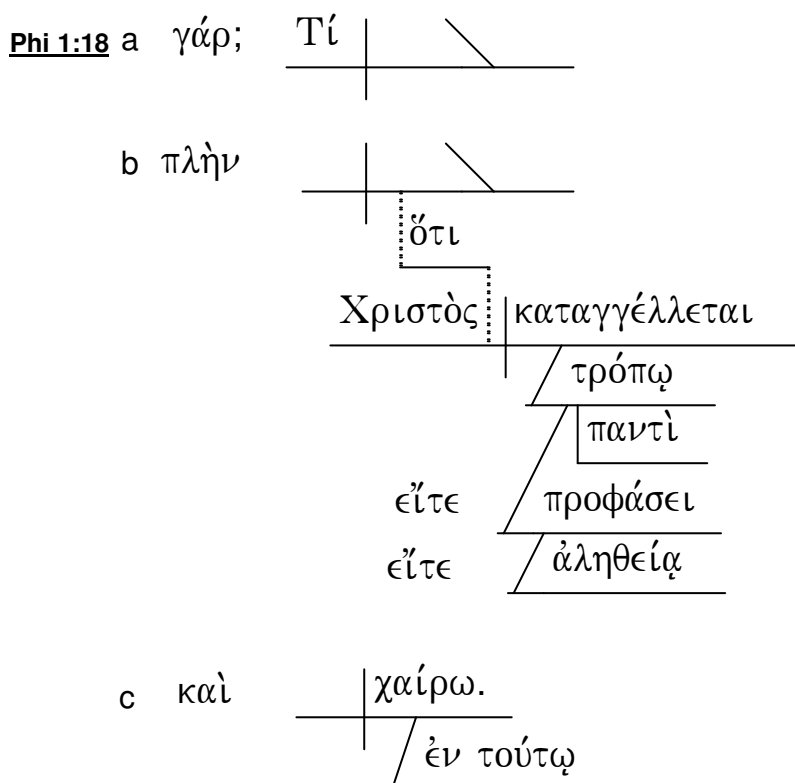 Phi 1:18 a γάρ; Τί
b πλὴν
ὅτι
Χριστὸς καταγγέλλεται
τρόπῳ
παντὶ
εἴτε προφάσει
εἴτε ἀληθείᾳ
c καὶ χαίρω.
ἐν τούτῳ